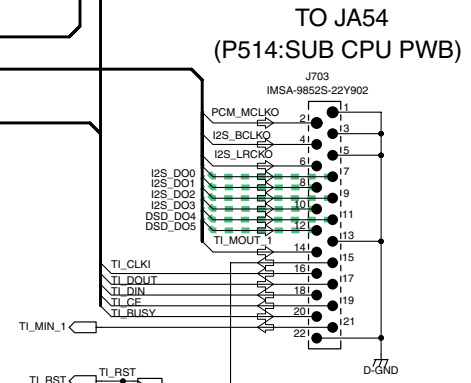 TO JA54
(P514:SUB CPU PWB)
J703
IMSA-9852S-22Y902
PCM_MCLKO
1
2
I2S_BCLKO
3
4
I2S_LRCKO
5
6
I2S_DO0
7
I2S_DO1
8
I2S_DO2
9
I2S_DO3
10
DSD_DO4
11
DSD_DO5
12
TI_MOUT_1
13
14
15
TI_CLKI
16
TI_DOUT
17
TI_DIN
18
TI_CE
19
TI_BUSY
20
TI_MIN_1
21
22
D-GND
TI_RST
TI_RST